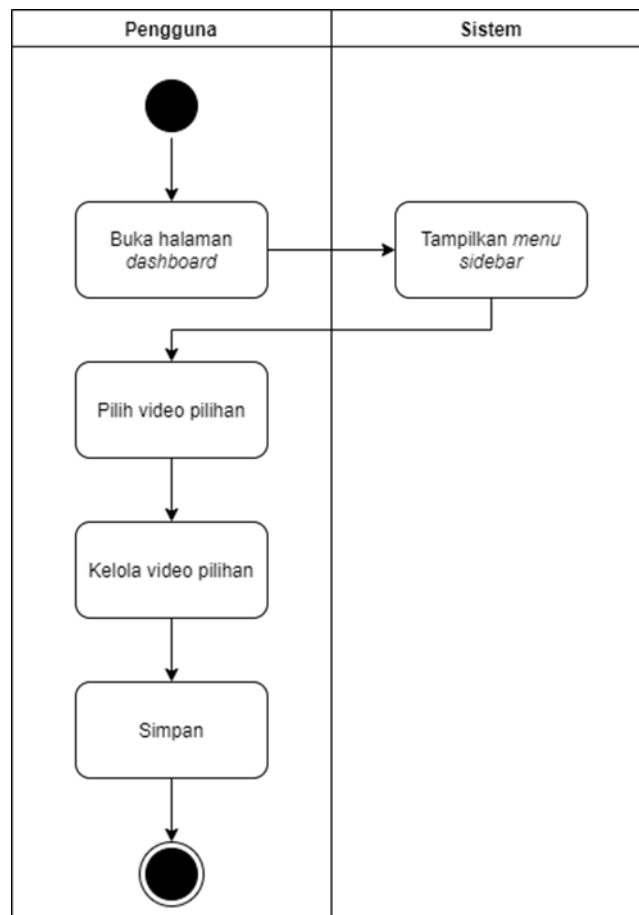 Pengguna
Sistem
Buka halaman
dashboard
Tampilkan menu
sidebar
Pilih video pilihan
Kelola video pilihan
Simpan